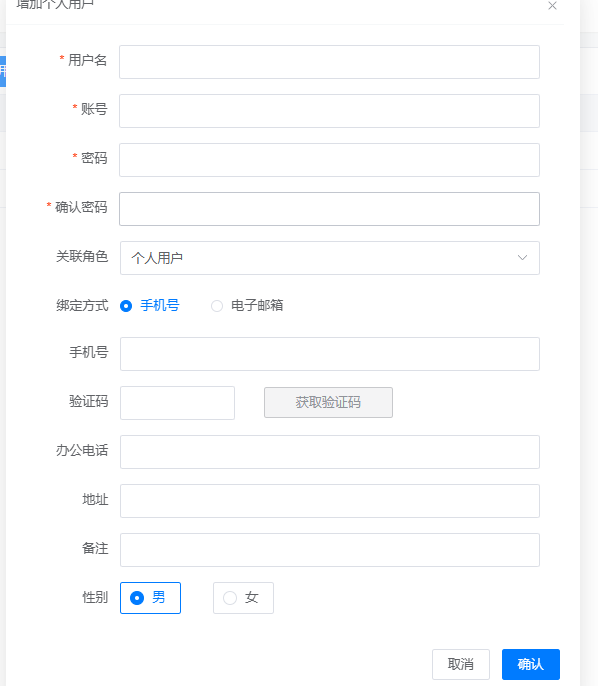 增加个人用户
* 用户名
* 账号
* 密码
* 确认密码
关联角色 个人用户
绑定方式 手机号 电子邮箱
手机号
验证码 获取验证码
办公电话
地址
备注
性别 男 女
取消 确认